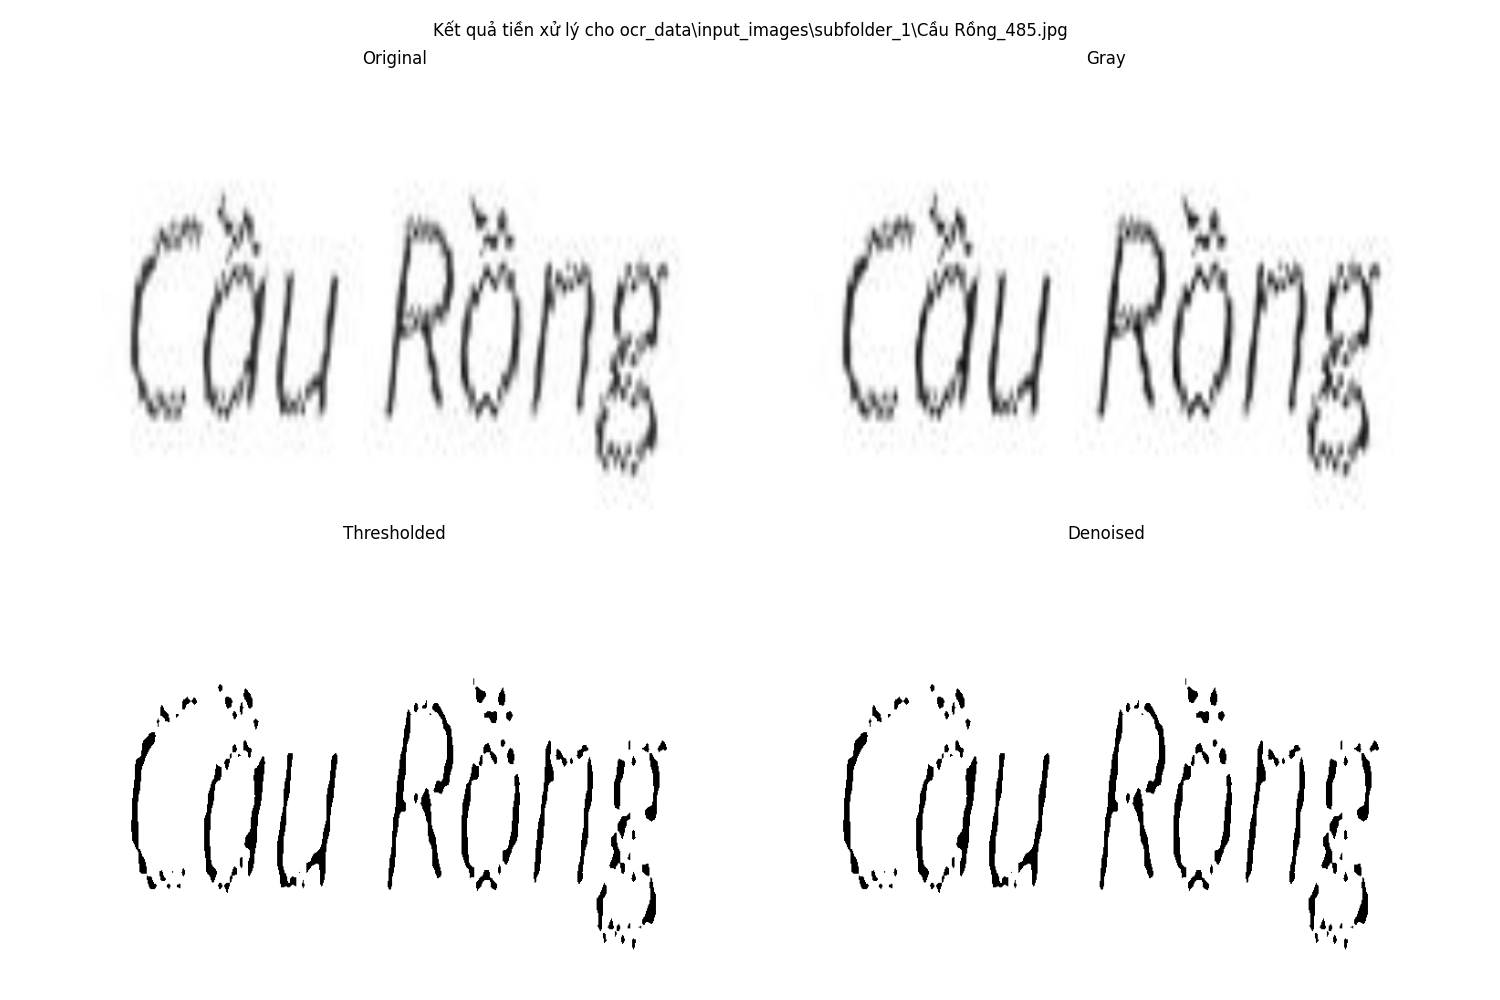 Kết quả tiền xử lý cho ocr_data\input_images\subfolder_1\Cầu Rồng_485.jpg
Original
Gray
Cầu Rồng
Cầu Rồng
Thresholded
Denoised
Cầu Rồng
Cầu Rồng